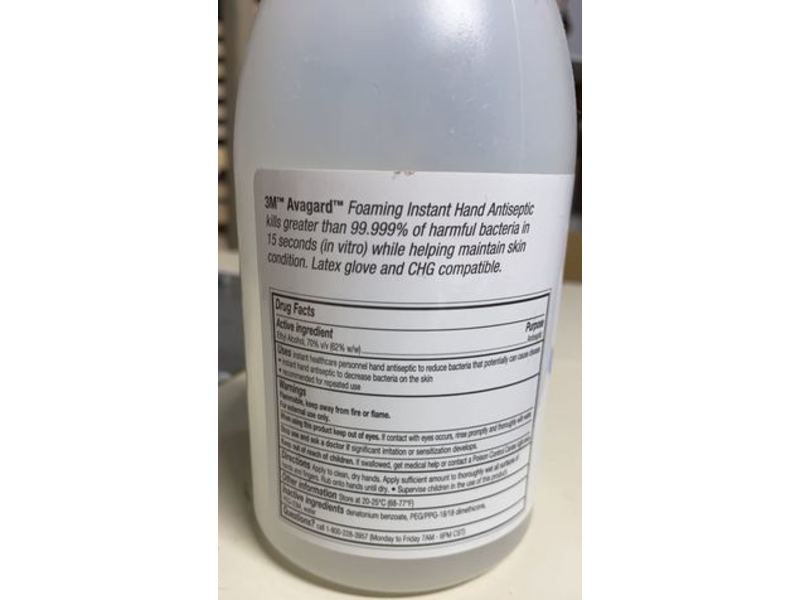 3M™ Avagard™ Foaming Instant Hand Antiseptic
kills greater than 99.999% of harmful bacteria in
15 seconds (in vitro) while helping maintain skin
condition. Latex glove and CHG compatible.
Drug Facts
Active ingredient Purpose
Ethyl Alcohol, 70% v/v (62% w/w) Antiseptic
Uses instant healthcare personnel hand antiseptic to reduce bacteria that potentially can cause disease
• instant hand antiseptic to decrease bacteria on the skin
• recommended for repeated use
Warnings
Flammable, keep away from fire or flame.
For external use only.
When using this product keep out of eyes. If contact with eyes occurs, rinse promptly and thoroughly with water.
Stop use and ask a doctor if significant irritation or sensitization develops.
Keep out of reach of children. If swallowed, get medical help or contact a Poison Control Center right away.
Directions Apply to clean, dry hands. Apply sufficient amount to thoroughly wet all surfaces of
hands and fingers. Rub onto hands until dry. • Supervise children in the use of this product.
Other information Store at 20-25°C (68-77°F)
Inactive ingredients denatonium benzoate, PEG/PPG-18/18 dimethicone,
water
Questions? call 1-800-228-3957 (Monday to Friday 7AM - 6PM CST)